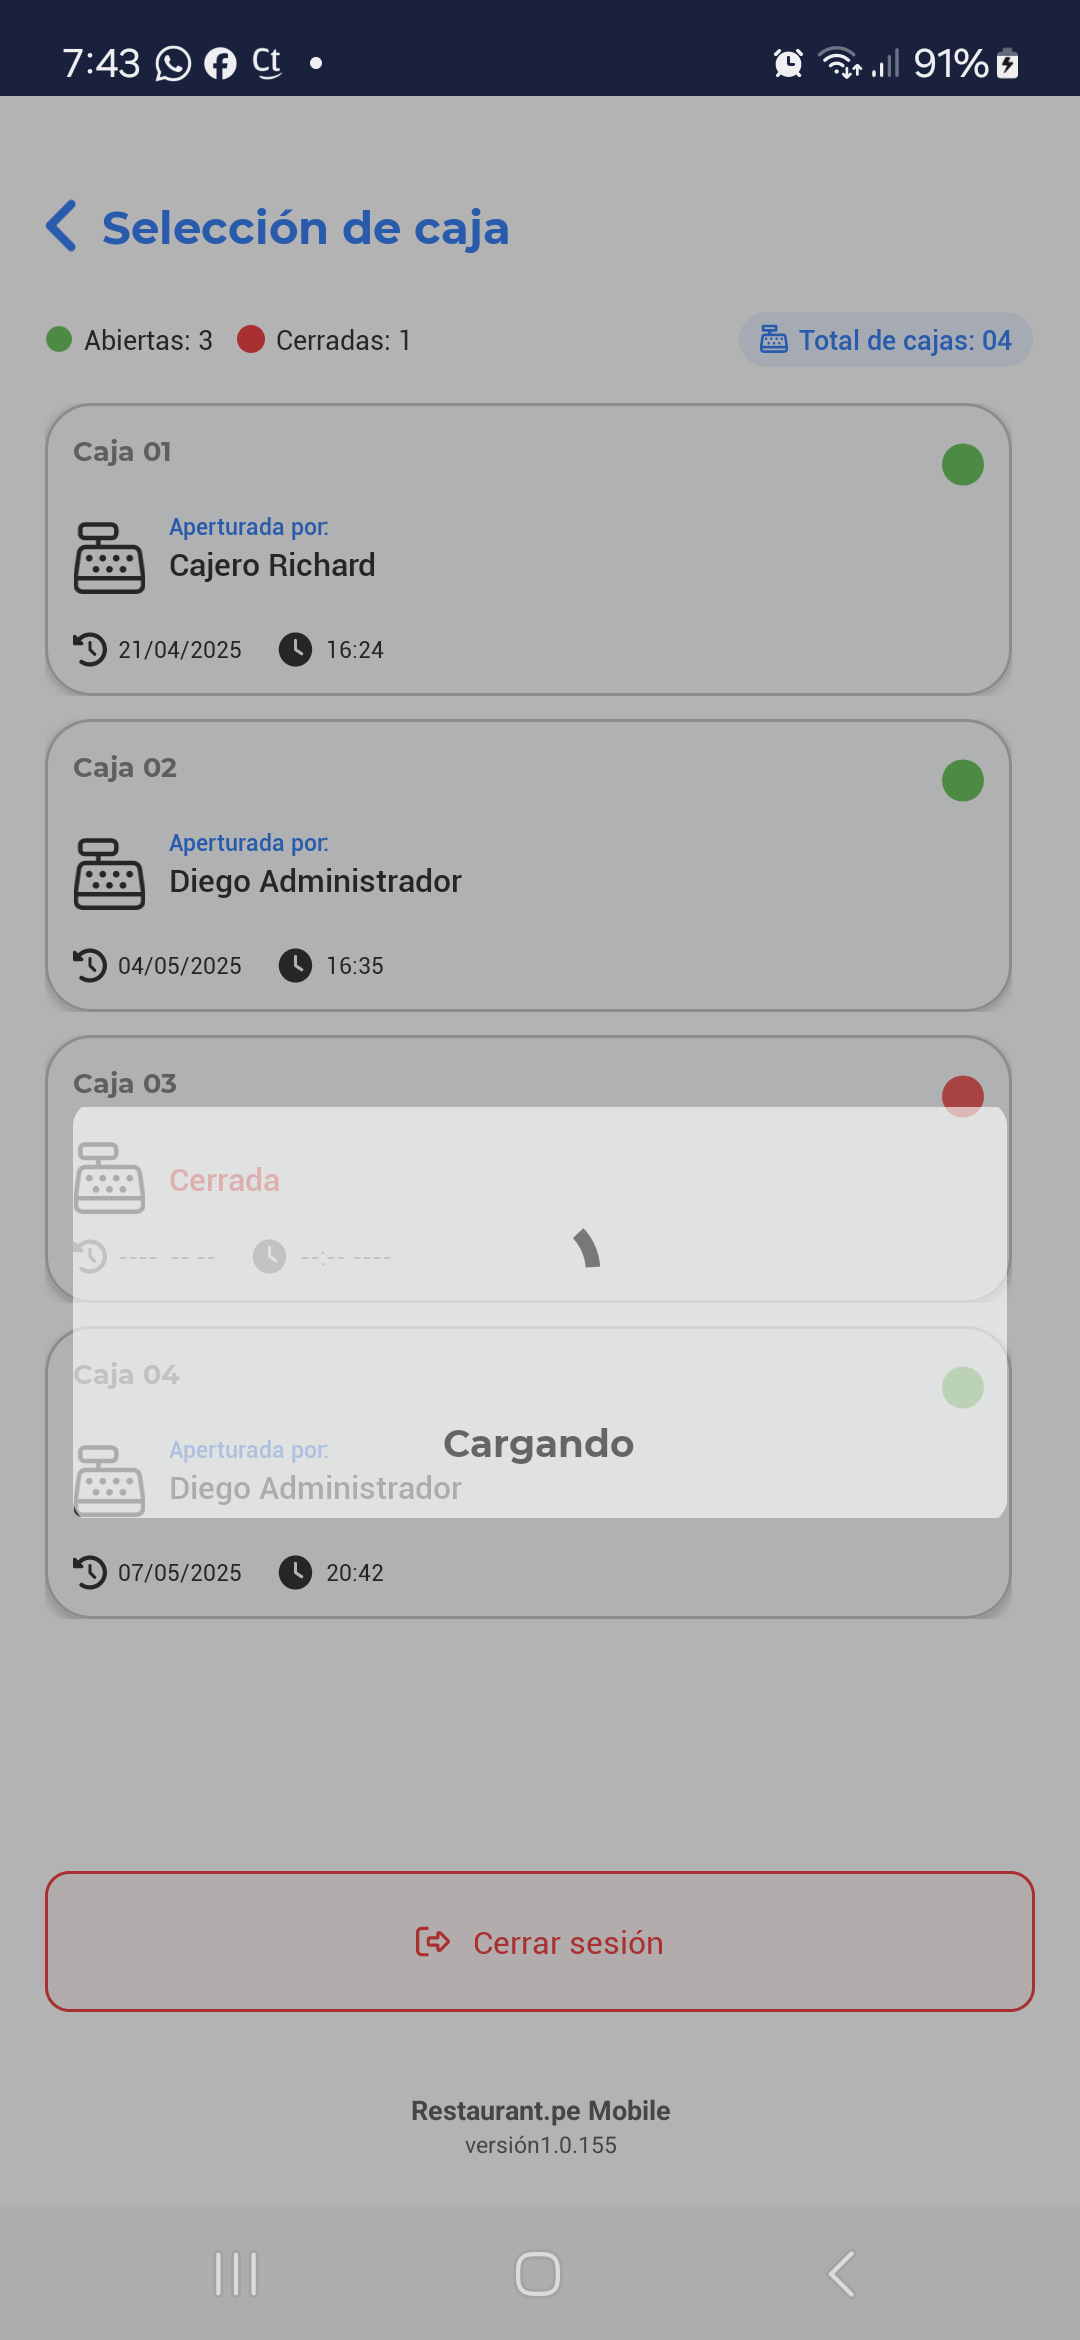 7:43 Ct 91%
Selección de caja
Abiertas: 3 Cerradas: 1 Total de cajas: 04
Caja 01
Aperturada por:
Cajero Richard
21/04/2025 16:24
Caja 02
Aperturada por:
Diego Administrador
04/05/2025 16:35
Caja 03
Cerrada
---- -- -- --:-- ----
Caja 04
Cargando
Aperturada por:
Diego Administrador
07/05/2025 20:42
Cerrar sesión
Restaurant.pe Mobile
versión1.0.155